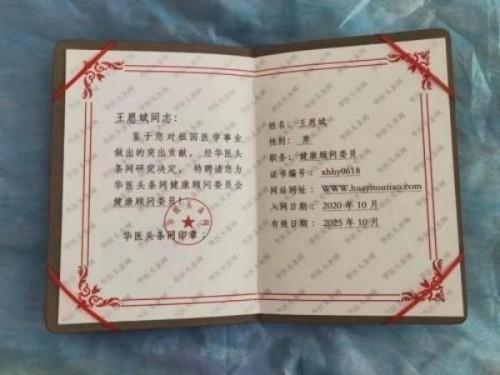 王恩斌同志：
鉴于您对祖国医学事业
做出的突出贡献，经华医头
条网研究决定，特聘请您为
华医头条网健康顾问委员会
健康顾问委员！
华医头条网印章：
华医头条网
姓名：王恩斌
性别：男
职务：健康顾问委员
证书编号：xhhy0618
网站网址：WWW.huayitoutiao.com
入网日期：2020年10月
有效日期：2025年10月